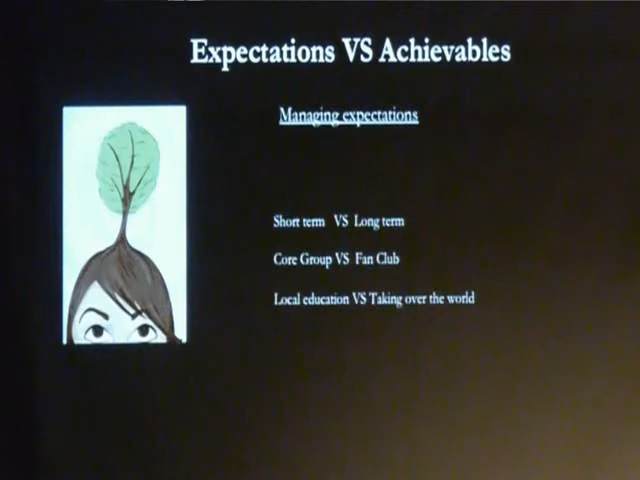 Expectations VS Achievables
Managing expectations
Short term VS Long term
Core Group VS Fan Club
Local education VS Taking over the world